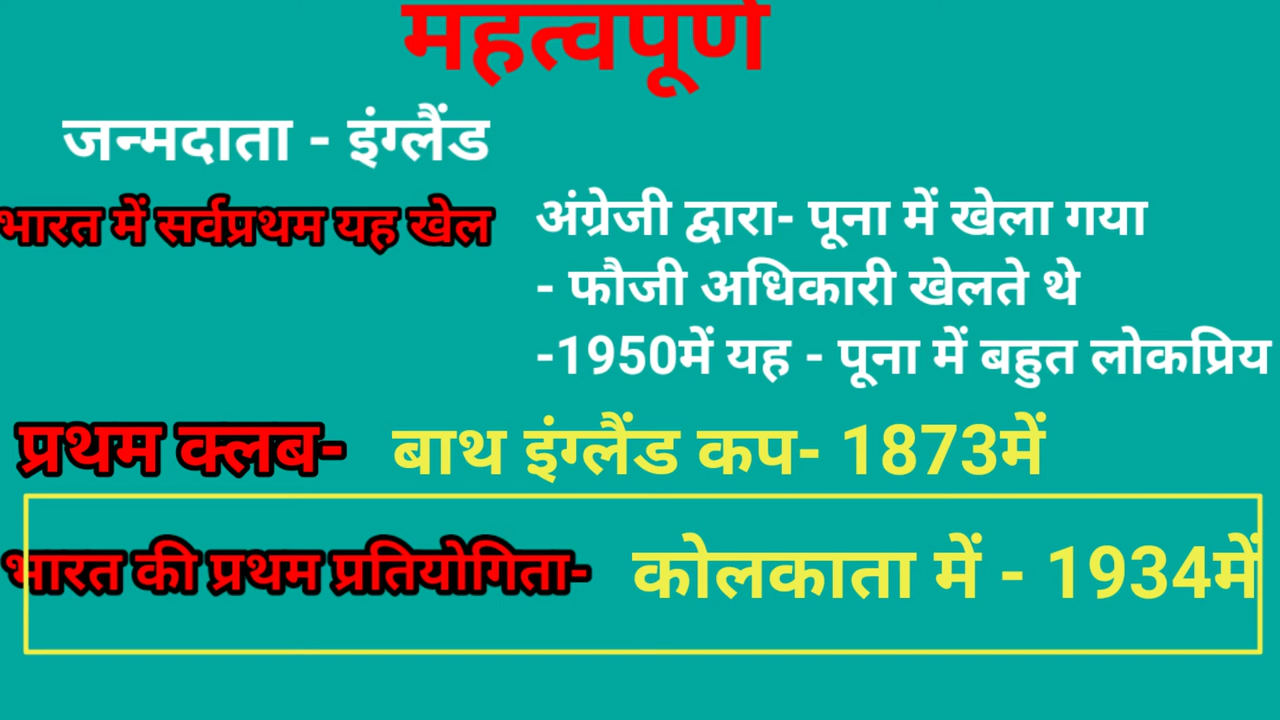 महत्वपूर्ण
जन्मदाता - इंग्लैंड
भारत में सर्वप्रथम यह खेल
अंग्रेजी द्वारा- पूना में खेला गया
- फौजी अधिकारी खेलते थे
-1950में यह - पूना में बहुत लोकप्रिय
प्रथम क्लब- बाथ इंग्लैंड कप- 1873में
भारत की प्रथम प्रतियोगिता- कोलकाता में - 1934में